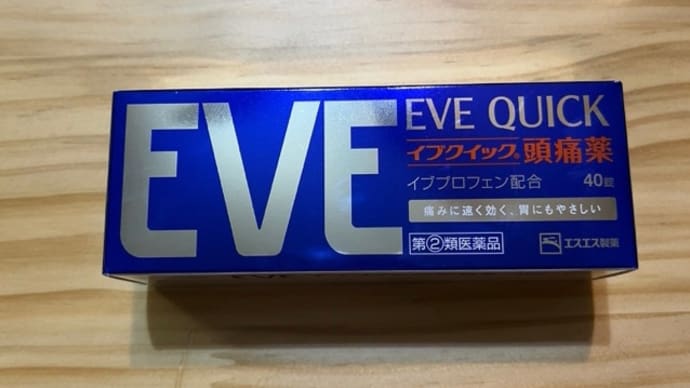 EVE
EVE QUICK
イブクイック®頭痛薬
イブプロフェン配合 40錠
痛みに速く効く、胃にもやさしい
指②類医薬品 エスエス製薬